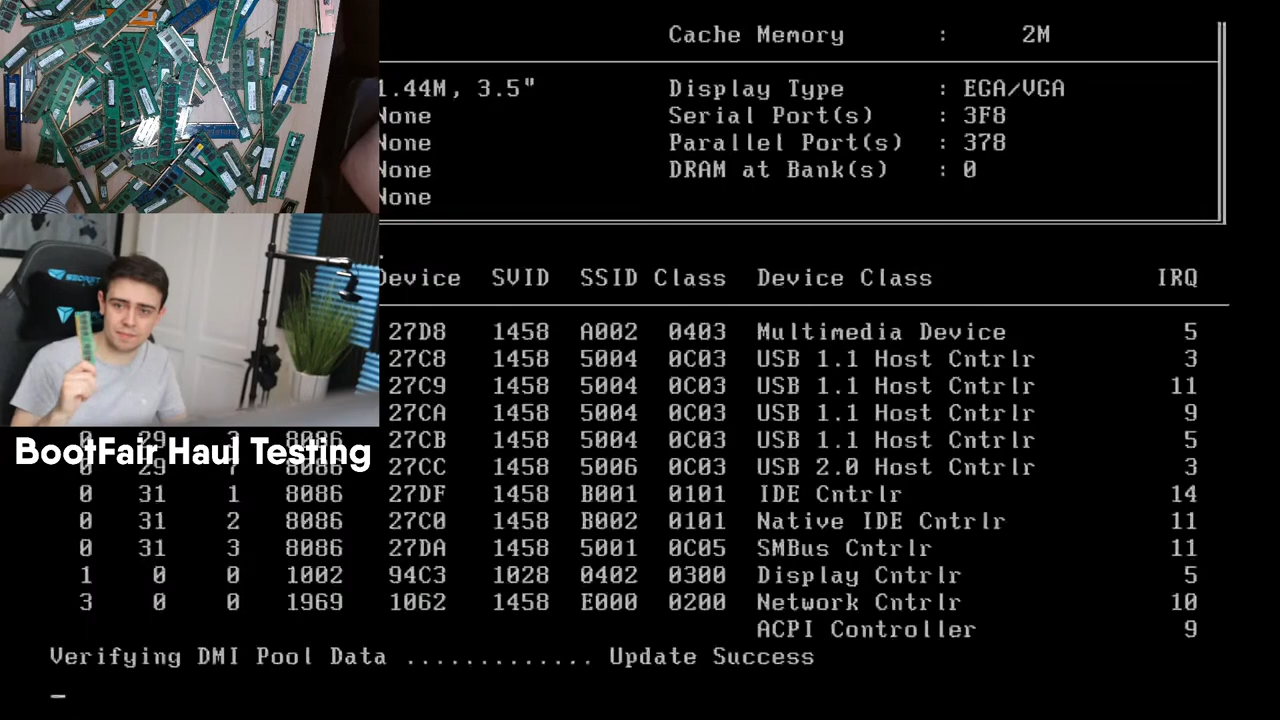 Cache Memory : 2M
1.44M, 3.5" Display Type : EGA/VGA
None Serial Port(s) : 3F8
None Parallel Port(s) : 378
None DRAM at Bank(s) : 0
None
.
Device SVID SSID Class Device Class IRQ
27D8 1458 A002 0403 Multimedia Device 5
27C8 1458 5004 0C03 USB 1.1 Host Cntrlr 3
27C9 1458 5004 0C03 USB 1.1 Host Cntrlr 11
27CA 1458 5004 0C03 USB 1.1 Host Cntrlr 9
0 29 3 8086 27CB 1458 5004 0C03 USB 1.1 Host Cntrlr 5
BootFair Haul Testing
0 29 7 8086 27CC 1458 5006 0C03 USB 2.0 Host Cntrlr 3
0 31 1 8086 27DF 1458 B001 0101 IDE Cntrlr 14
0 31 2 8086 27C0 1458 B002 0101 Native IDE Cntrlr 11
0 31 3 8086 27DA 1458 5001 0C05 SMBus Cntrlr 11
1 0 0 1002 94C3 1028 0402 0300 Display Cntrlr 5
3 0 0 1969 1062 1458 E000 0200 Network Cntrlr 10
ACPI Controller 9
Verifying DMI Pool Data ............. Update Success
_